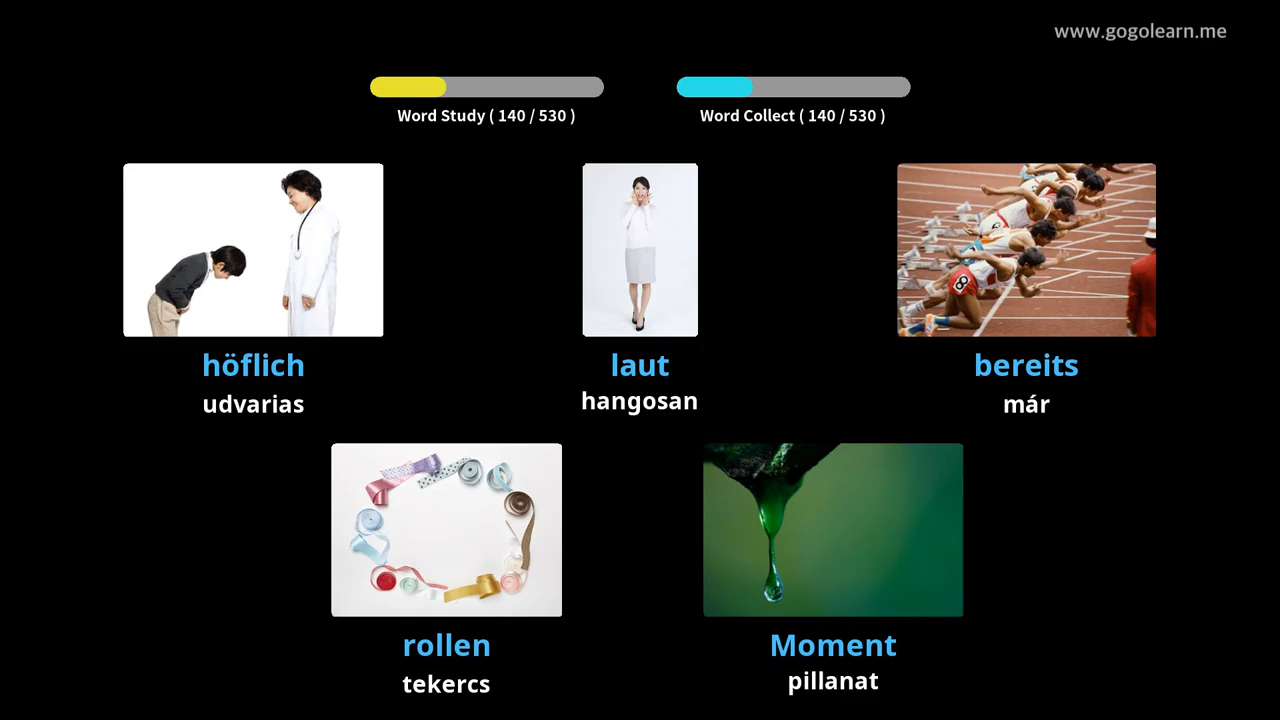 www.gogolearn.me
Word Study ( 140 / 530 )
Word Collect ( 140 / 530 )
höflich
udvarias
laut
hangosan
bereits
már
rollen
tekercs
Moment
pillanat